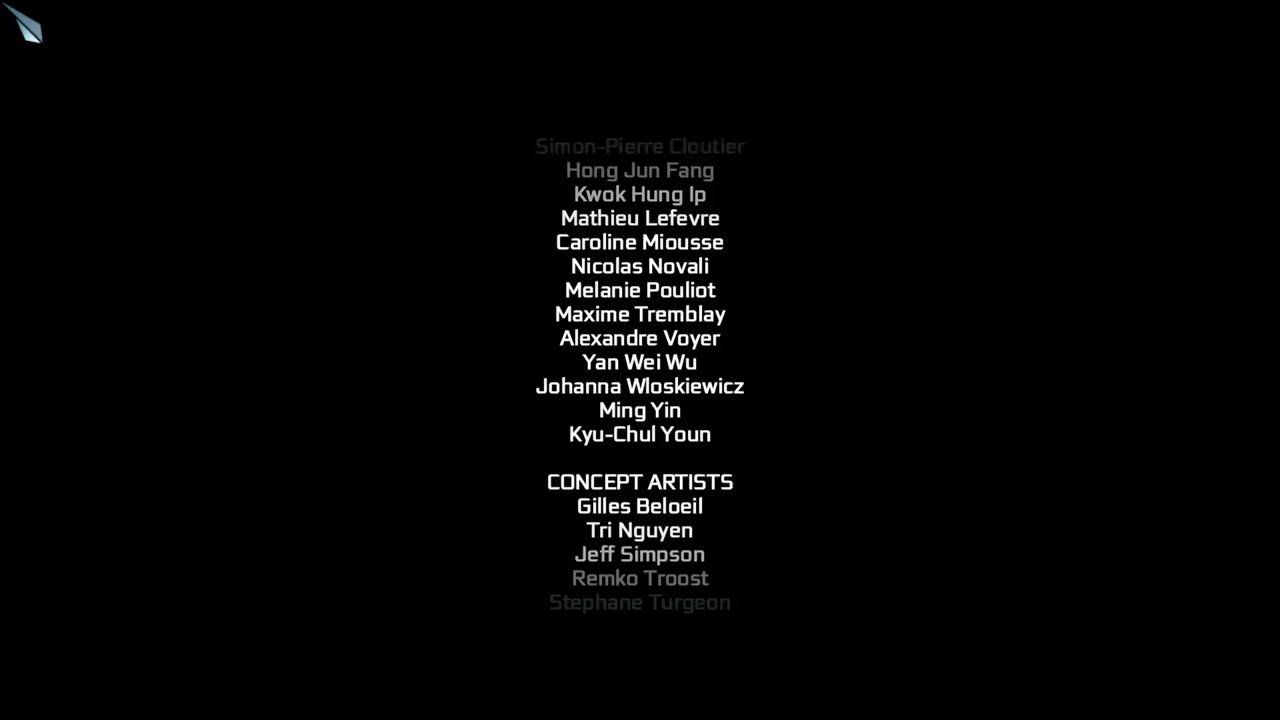 Simon-Pierre Cloutier
Hong Jun Fang
Kwok Hung Ip
Mathieu Lefevre
Caroline Miousse
Nicolas Novali
Melanie Pouliot
Maxime Tremblay
Alexandre Voyer
Yan Wei Wu
Johanna Wloskiewicz
Ming Yin
Kyu-Chul Youn
CONCEPT ARTISTS
Gilles Beloeil
Tri Nguyen
Jeff Simpson
Remko Troost
Stephane Turgeon